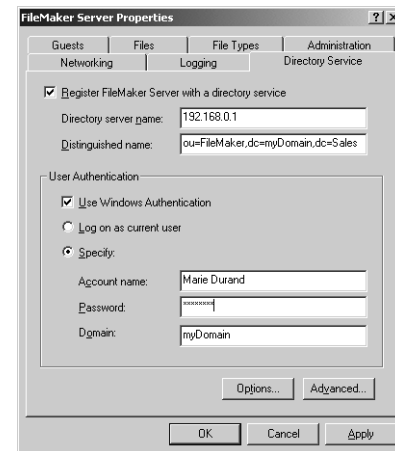 FileMaker Server Properties
Guests Files File Types Administration
Networking Logging Directory Service
Register FileMaker Server with a directory service
Directory server name: 192.168.0.1
Distinguished name: ou=FileMaker,dc=myDomain,dc=Sales
User Authentication
Use Windows Authentication
Log on as current user
Specify:
Account name: Marie Durand
Password: xxxxxxxx
Domain: myDomain
Options... Advanced...
OK Cancel Apply